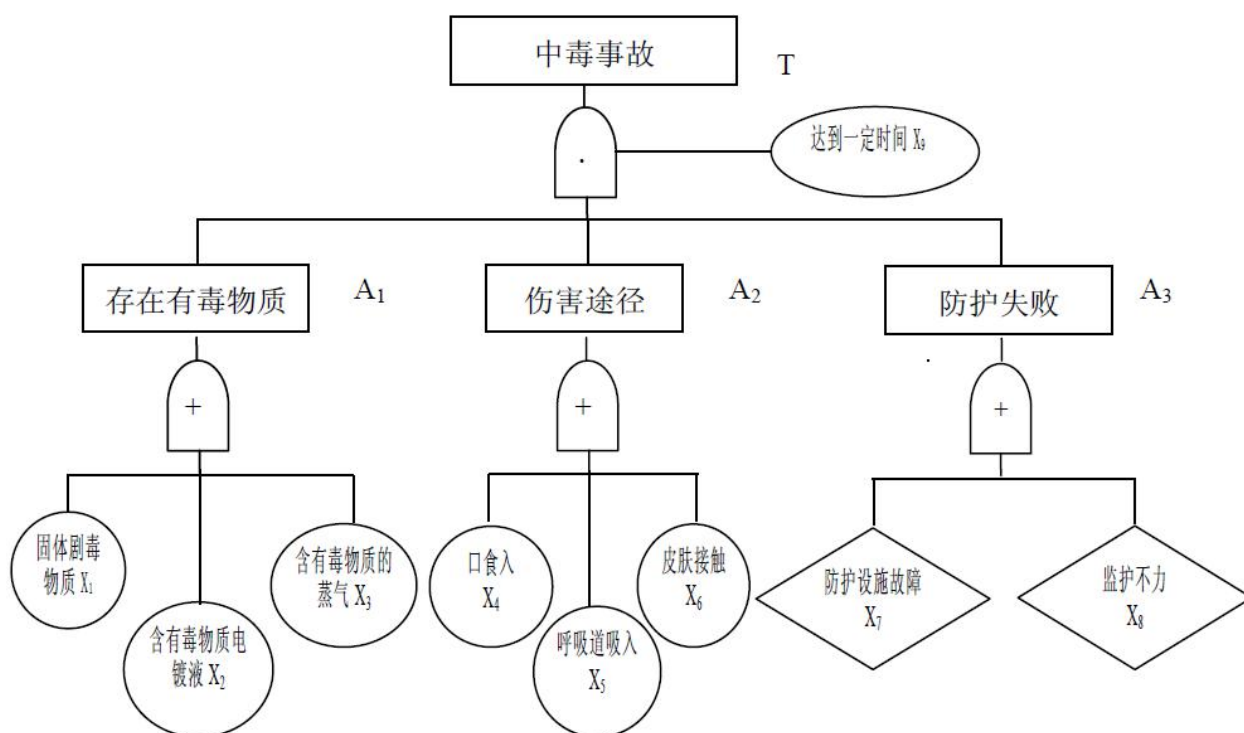 中毒事故
T
达到一定时间 X₉
·
存在有毒物质
A₁
伤害途径
A₂
防护失败
A₃
+
+
+
固体剧毒
物质 X₁
含有毒物质电
镀液 X₂
含有毒物质的
蒸气 X₃
口食入
X₄
呼吸道吸入
X₅
皮肤接触
X₆
防护设施故障
X₇
监护不力
X₈